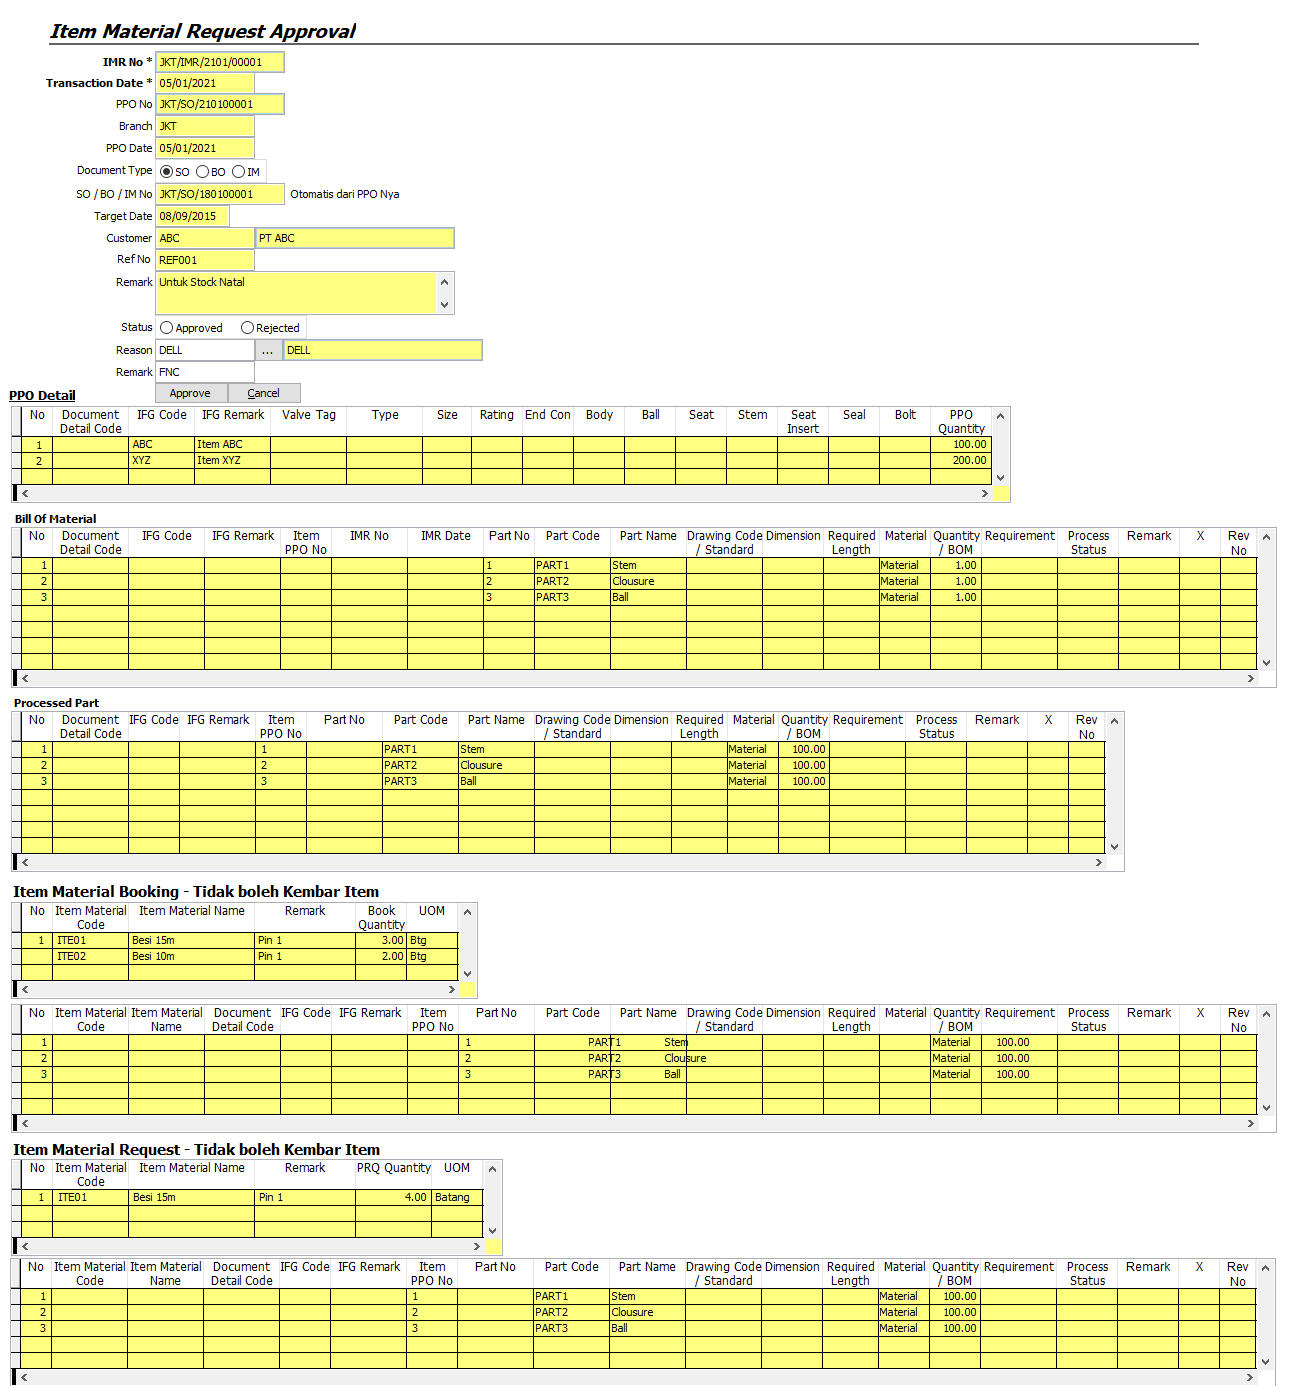 Item Material Request Approval
IMR No * JKT/IMR/2101/00001
Transaction Date * 05/01/2021
PPO No JKT/SO/210100001
Branch JKT
PPO Date 05/01/2021
Document Type SO BO IM
SO / BO / IM No JKT/SO/180100001 Otomatis dari PPO Nya
Target Date 08/09/2015
Customer ABC PT ABC
Ref No REF001
Remark Untuk Stock Natal
Status Approved Rejected
Reason DELL ... DELL
Remark FNC
Approve Cancel
PPO Detail
No Document Detail Code IFG Code IFG Remark Valve Tag Type Size Rating End Con Body Ball Seat Stem Seat Insert Seal Bolt PPO Quantity
1 ABC Item ABC 100.00
2 XYZ Item XYZ 200.00
Bill Of Material
No Document Detail Code IFG Code IFG Remark Item PPO No IMR No IMR Date Part No Part Code Part Name Drawing Code / Standard Dimension Required Length Material Quantity / BOM Requirement Process Status Remark X Rev No
1 1 PART1 Stem Material 1.00
2 2 PART2 Clousure Material 1.00
3 3 PART3 Ball Material 1.00
Processed Part
No Document Detail Code IFG Code IFG Remark Item PPO No Part No Part Code Part Name Drawing Code / Standard Dimension Required Length Material Quantity / BOM Requirement Process Status Remark X Rev No
1 1 PART1 Stem Material 100.00
2 2 PART2 Clousure Material 100.00
3 3 PART3 Ball Material 100.00
Item Material Booking - Tidak boleh Kembar Item
No Item Material Code Item Material Name Remark Book Quantity UOM
1 ITE01 Besi 15m Pin 1 3.00 Btg
ITE02 Besi 10m Pin 1 2.00 Btg
No Item Material Code Item Material Name Document Detail Code IFG Code IFG Remark Item PPO No Part No Part Code Part Name Drawing Code / Standard Dimension Required Length Material Quantity / BOM Requirement Process Status Remark X Rev No
1 1 PART1 Stem Material 100.00
2 2 PART2 Clousure Material 100.00
3 3 PART3 Ball Material 100.00
Item Material Request - Tidak boleh Kembar Item
No Item Material Code Item Material Name Remark PRQ Quantity UOM
1 ITE01 Besi 15m Pin 1 4.00 Batang
No Item Material Code Item Material Name Document Detail Code IFG Code IFG Remark Item PPO No Part No Part Code Part Name Drawing Code / Standard Dimension Required Length Material Quantity / BOM Requirement Process Status Remark X Rev No
1 1 PART1 Stem Material 100.00
2 2 PART2 Clousure Material 100.00
3 3 PART3 Ball Material 100.00